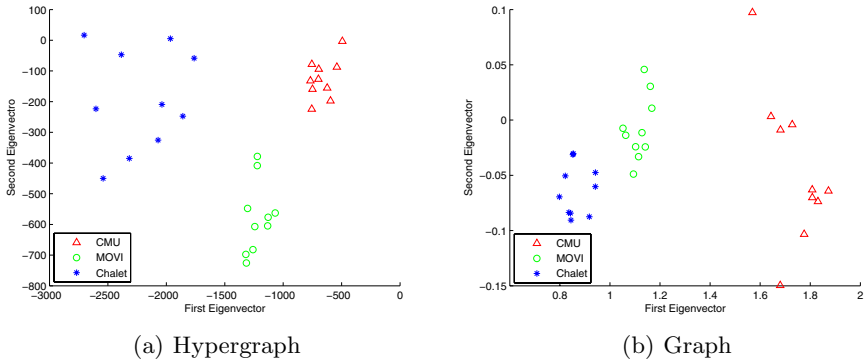 100
0
−100
−200
−300
−400
−500
−600
−700
−800
Second Eigenvectro
CMU
MOVI
Chalet
−3000 −2500 −2000 −1500 −1000 −500 0
First Eigenvector
(a) Hypergraph
0.1
0.05
0
−0.05
−0.1
−0.15
Second Eigenvector
CMU
MOVI
Chalet
0.8 1 1.2 1.4 1.6 1.8 2
First Eigenvector
(b) Graph